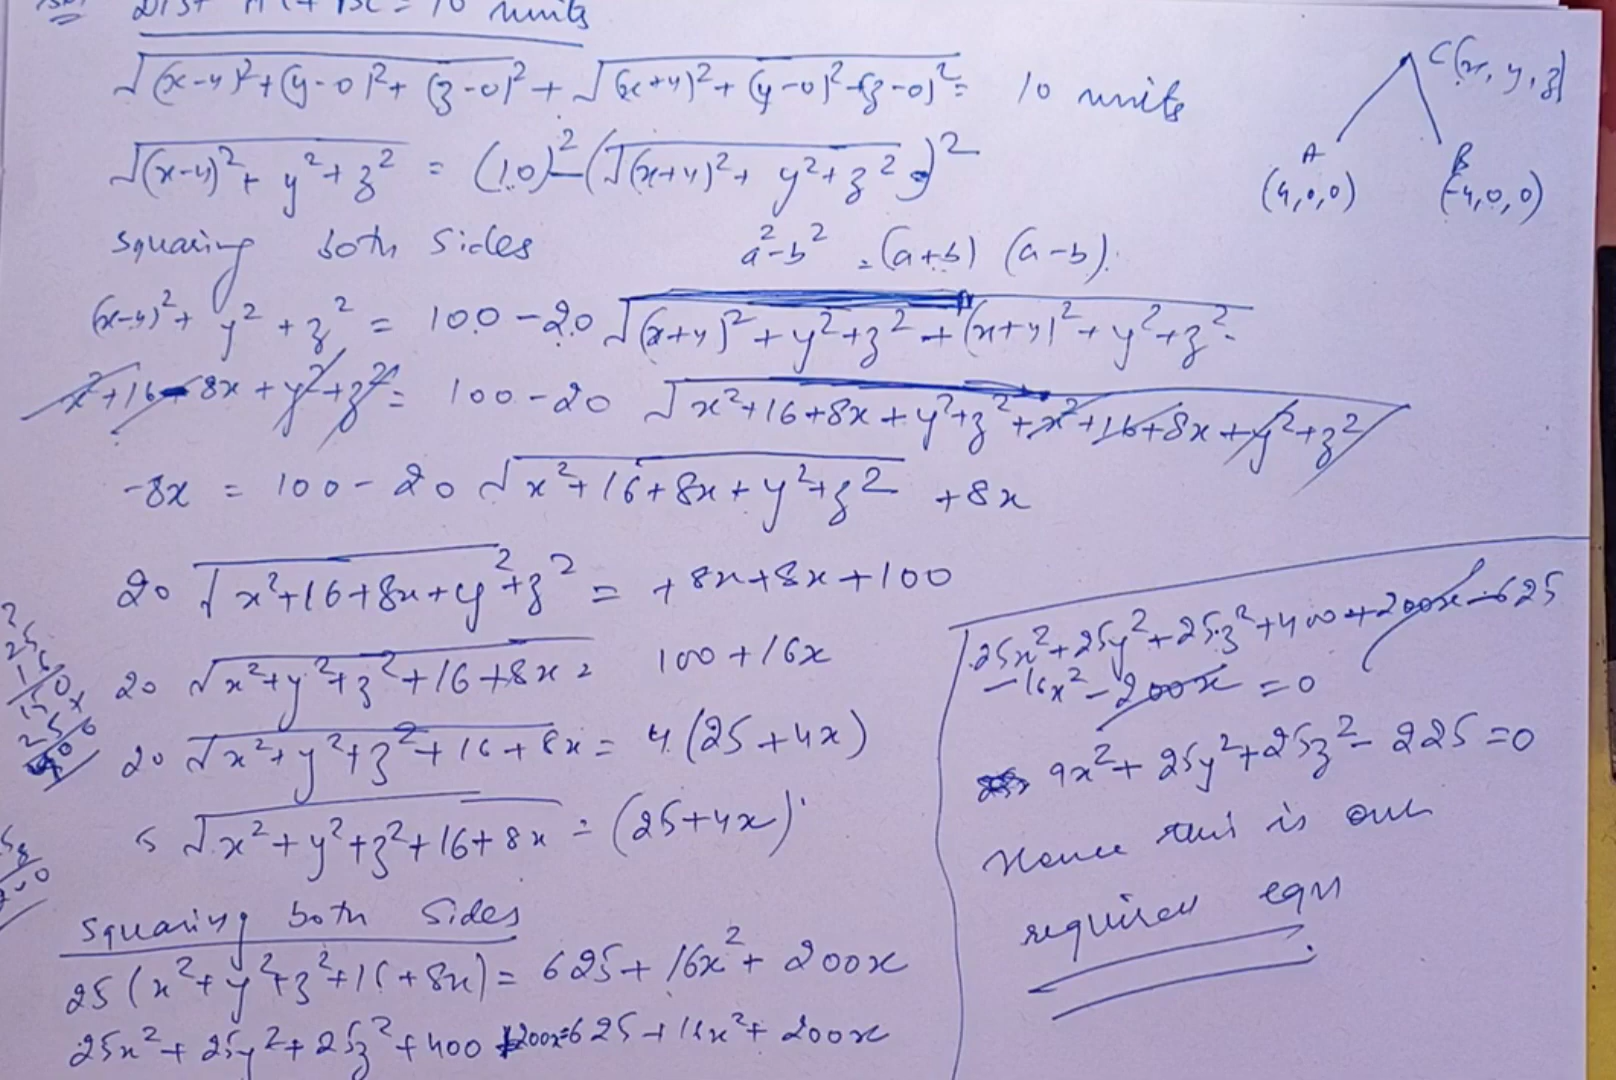 Dist AC + BC = 10 units
√(x-4)²+(y-0)²+(z-0)² + √(x+4)²+(y-0)²+(z-0)² = 10 units
C(x, y, z)
A
(4,0,0)
B
(-4,0,0)
√(x-4)²+y²+z² = (10)²-(√(x+4)²+y²+z²)²
squaring both sides a²-b² = (a+b) (a-b).
(x-4)²+y²+z² = 100-20√(x+4)²+y²+z²+(x+4)²+y²+z²
x²+16-8x+y²+z² = 100-20√x²+16+8x+y²+z²+x²+16+8x+y²+z²
-8x = 100-20√x²+16+8x+y²+z² +8x
20√x²+16+8x+y²+z² = +8x+8x+100
20√x²+y²+z²+16+8x = 100+16x
20√x²+y²+z²+16+8x = 4(25+4x)
5√x²+y²+z²+16+8x = (25+4x)
squaring both sides
25(x²+y²+z²+16+8x) = 625+16x²+200x
25x²+25y²+25z²+400+200x=625+16x²+200x
25x²+25y²+25z²+400+200x-625
-16x²-200x=0
9x²+25y²+25z²-225=0
Hence this is our
required eqn